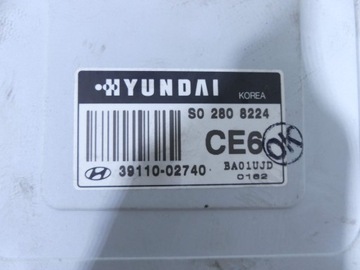 HYUNDAI
KOREA
S0 280 8224
CE6
OK
39110-02740
BA01UJD
0162